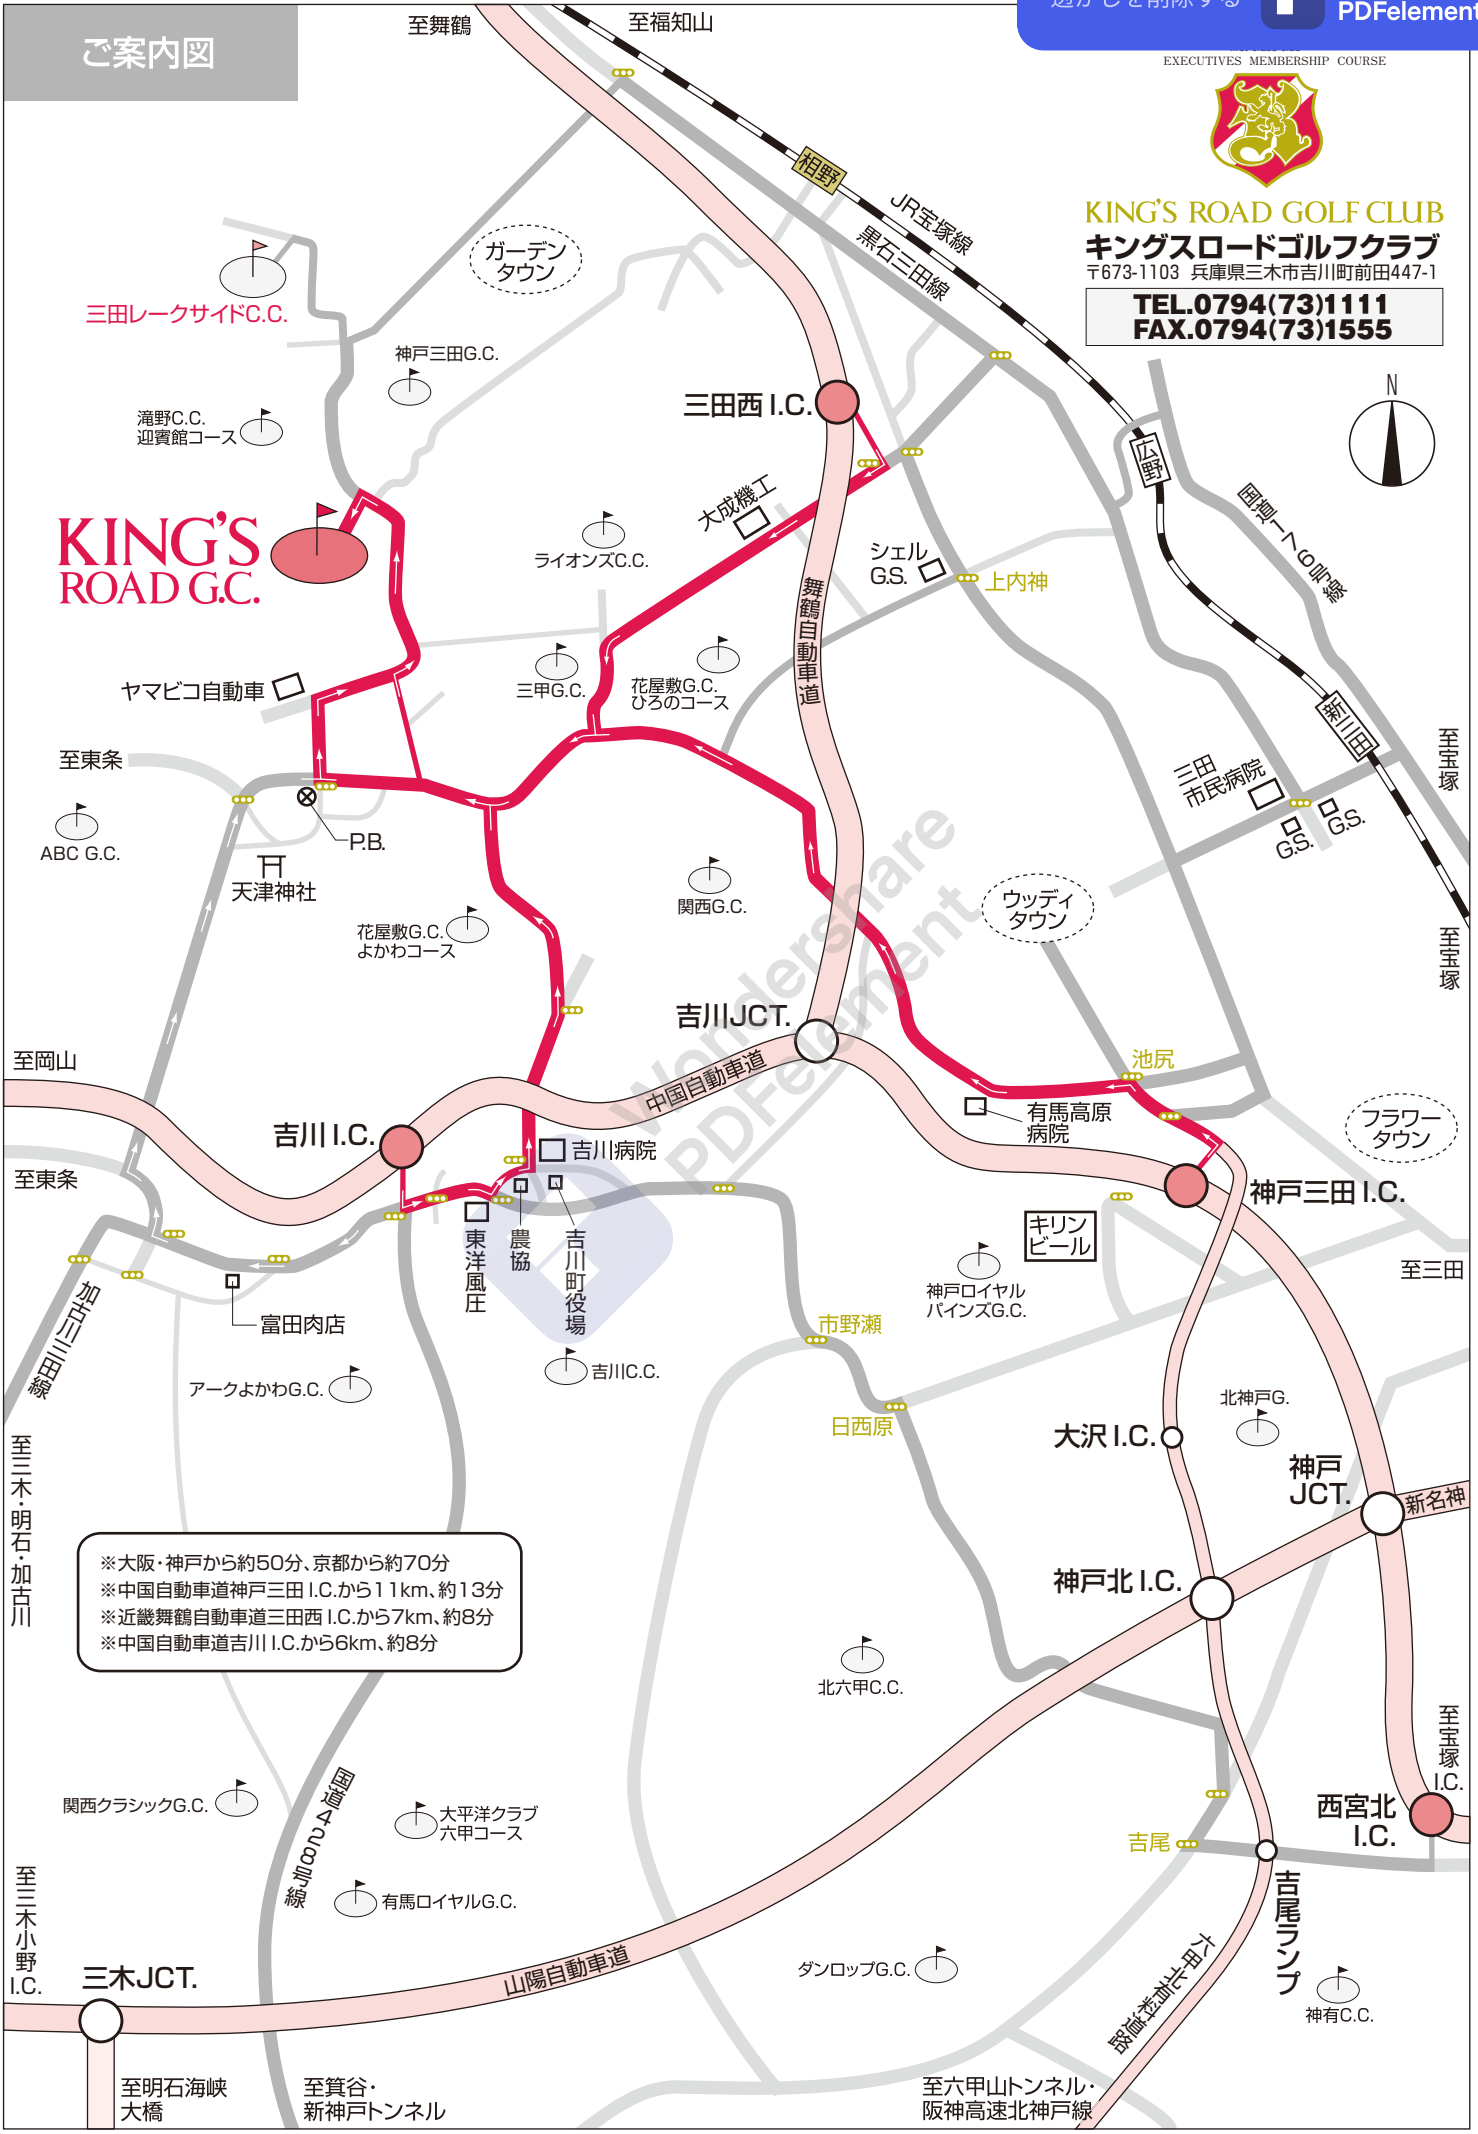 ご案内図
至舞鶴
至福知山
透かしを削除する
PDFelement
EXECUTIVES MEMBERSHIP COURSE
KING'S ROAD GOLF CLUB
キングスロードゴルフクラブ
〒673-1103 兵庫県三木市吉川町前田447-1
TEL.0794(73)1111
FAX.0794(73)1555
N
相野
JR宝塚線
黒石三田線
ガーデン
タウン
三田レークサイドC.C.
神戸三田G.C.
滝野C.C.
迎賓館コース
三田西 I.C.
広野
国道176号線
KING'S
ROAD G.C.
大成機工
ライオンズC.C.
シェル
G.S.
上内神
舞鶴自動車道
ヤマビコ自動車
三甲G.C.
花屋敷G.C.
ひろのコース
新三田
至宝塚
至東条
三田
市民病院
G.S.
G.S.
ABC G.C.
P.B.
天津神社
関西G.C.
ウッディ
タウン
花屋敷G.C.
よかわコース
至宝塚
Wondershare
PDFelement
吉川JCT.
至岡山
中国自動車道
池尻
有馬高原
病院
フラワー
タウン
吉川 I.C.
吉川病院
至東条
神戸三田 I.C.
東洋風圧
農協
吉川町役場
キリン
ビール
至三田
加古川三田線
富田肉店
神戸ロイヤル
パインズG.C.
市野瀬
アークよかわG.C.
吉川C.C.
北神戸G.
日西原
大沢 I.C.
至三木・明石・加古川
神戸
JCT.
新名神
※大阪・神戸から約50分、京都から約70分
※中国自動車道神戸三田 I.C.から11km、約13分
※近畿舞鶴自動車道三田西 I.C.から7km、約8分
※中国自動車道吉川 I.C.から6km、約8分
神戸北 I.C.
北六甲C.C.
至宝塚I.C.
国道428号線
関西クラシックG.C.
大平洋クラブ
六甲コース
西宮北
I.C.
吉尾
有馬ロイヤルG.C.
吉尾ランプ
至三木小野I.C.
三木JCT.
山陽自動車道
ダンロップG.C.
六甲北有料道路
神有C.C.
至明石海峡
大橋
至箕谷・
新神戸トンネル
至六甲山トンネル・
阪神高速北神戸線